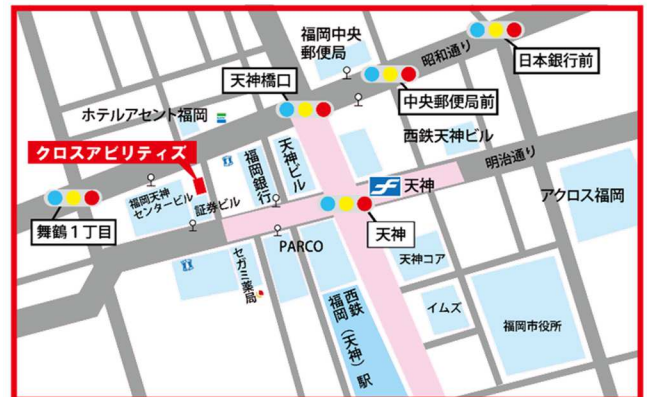 福岡中央
郵便局
昭和通り
日本銀行前
天神橋口
中央郵便局前
ホテルアセント福岡
西鉄天神ビル
明治通り
クロスアビリティズ
天神ビル
福岡銀行
天神
アクロス福岡
福岡天神
センタービル
証券ビル
舞鶴1丁目
天神
PARCO
天神コア
セガミ薬局
西鉄
福岡(天神)駅
イムズ
福岡市役所